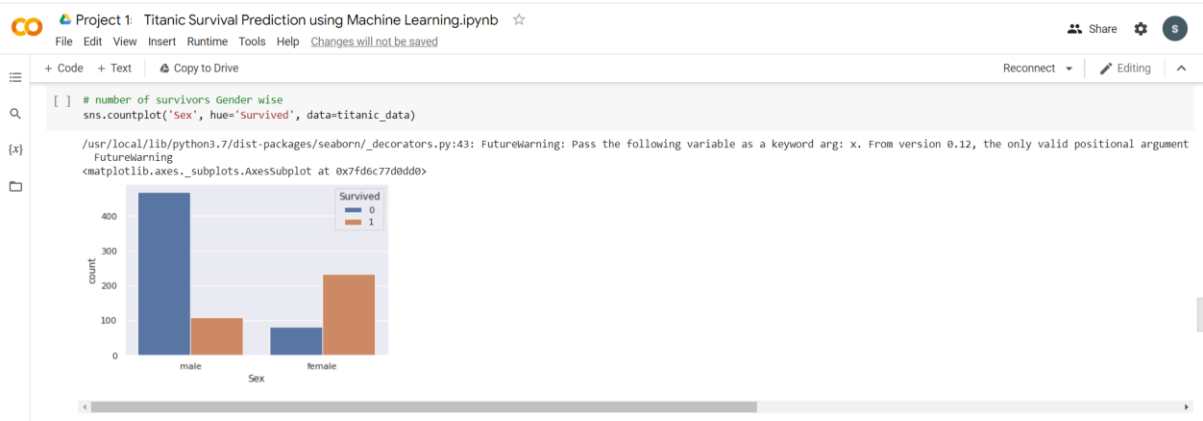 Project 1: Titanic Survival Prediction using Machine Learning.ipynb
File Edit View Insert Runtime Tools Help Changes will not be saved
Share
S
+ Code + Text Copy to Drive
Reconnect Editing
{x}
[ ] # number of survivors Gender wise
sns.countplot('Sex', hue='Survived', data=titanic_data)
/usr/local/lib/python3.7/dist-packages/seaborn/_decorators.py:43: FutureWarning: Pass the following variable as a keyword arg: x. From version 0.12, the only valid positional argument
FutureWarning
<matplotlib.axes._subplots.AxesSubplot at 0x7fd6c77d0dd0>
Survived
0
1
400
300
200
100
0
count
male female
Sex